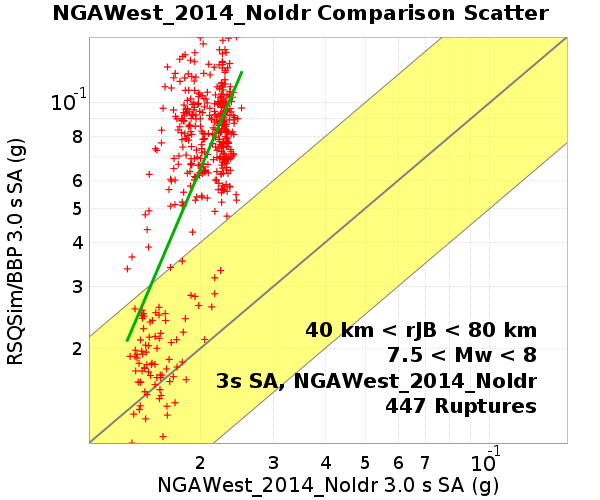 NGAWest_2014_NoIdr Comparison Scatter
RSQSim/BBP 3.0 s SA (g)
10-1
8
6
5
4
3
2
40 km < rJB < 80 km
7.5 < Mw < 8
3s SA, NGAWest_2014_NoIdr
447 Ruptures
2 3 4 5 6 7 10-1
NGAWest_2014_NoIdr 3.0 s SA (g)